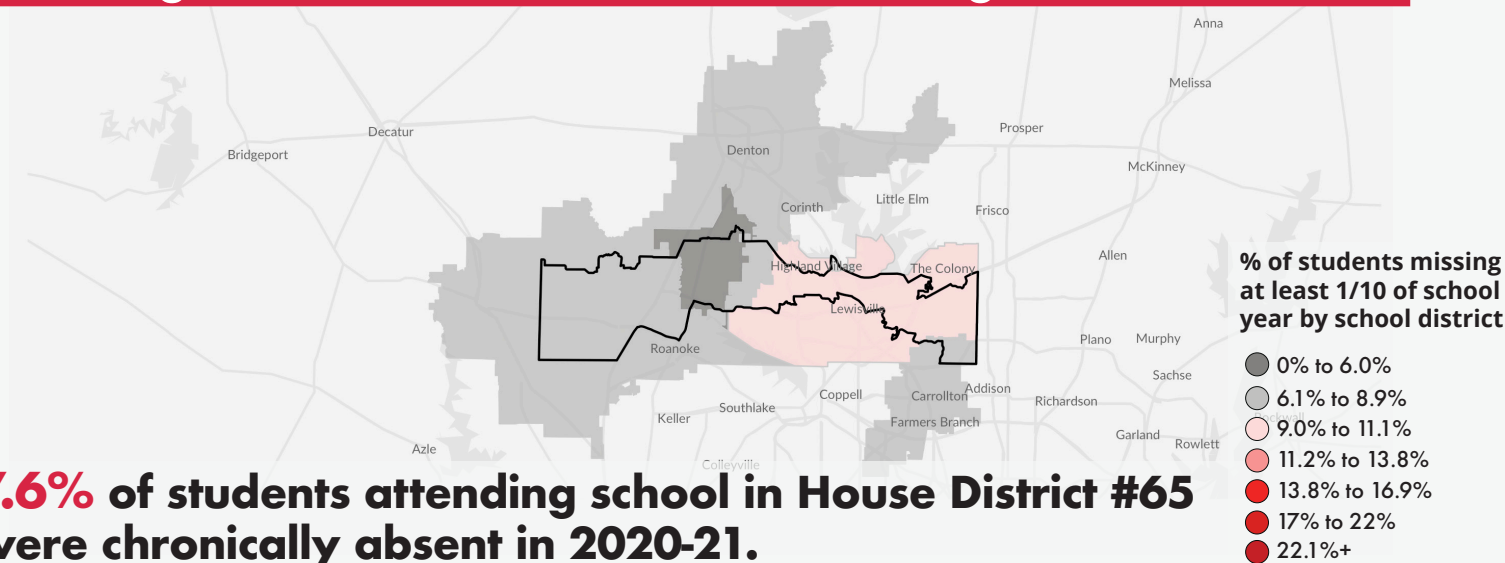 Anna
Melissa
Decatur
Prosper
Bridgeport
Denton
McKinney
Corinth
Little Elm
Frisco
Allen
Highland Village
The Colony
Lewisville
Roanoke
Plano
Murphy
Sachse
Addison
Coppell
Carrollton
Richardson
Southlake
Keller
Farmers Branch
Rockwall
Garland
Rowlett
Azle
Colleyville
% of students missing
at least 1/10 of school
year by school district
0% to 6.0%
6.1% to 8.9%
9.0% to 11.1%
11.2% to 13.8%
13.8% to 16.9%
17% to 22%
22.1%+
.6% of students attending school in House District #65
were chronically absent in 2020-21.